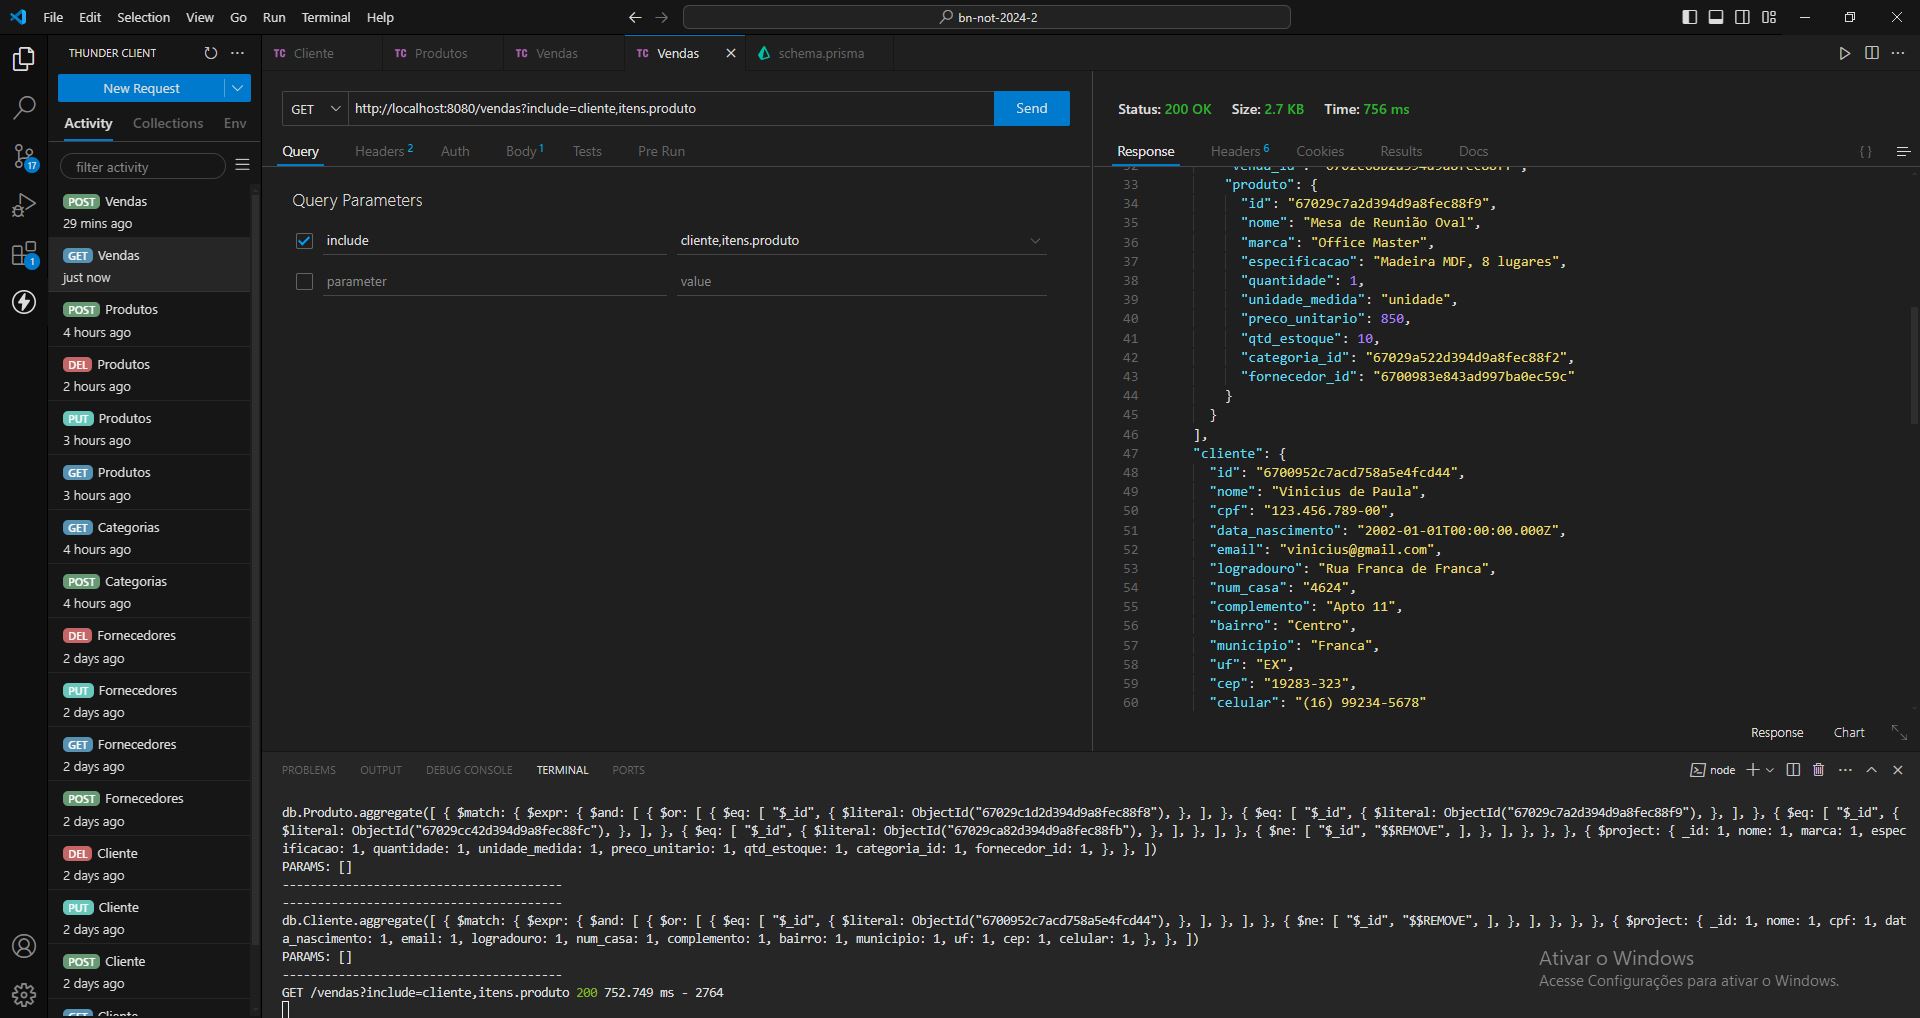 File Edit Selection View Go Run Terminal Help
bn-not-2024-2
THUNDER CLIENT
New Request
Activity Collections Env
filter activity
POST Vendas
29 mins ago
GET Vendas
just now
POST Produtos
4 hours ago
DEL Produtos
2 hours ago
PUT Produtos
3 hours ago
GET Produtos
3 hours ago
GET Categorias
4 hours ago
POST Categorias
4 hours ago
DEL Fornecedores
2 days ago
PUT Fornecedores
2 days ago
GET Fornecedores
2 days ago
POST Fornecedores
2 days ago
DEL Cliente
2 days ago
PUT Cliente
2 days ago
POST Cliente
2 days ago
GET Cliente
17
1
TC Cliente TC Produtos TC Vendas TC Vendas schema.prisma
GET http://localhost:8080/vendas?include=cliente,itens.produto Send
Query Headers 2 Auth Body 1 Tests Pre Run
Query Parameters
include cliente,itens.produto
parameter value
Status: 200 OK Size: 2.7 KB Time: 756 ms
Response Headers 6 Cookies Results Docs { }
33 "produto": {
34 "id": "67029c7a2d394d9a8fec88f9",
35 "nome": "Mesa de Reunião Oval",
36 "marca": "Office Master",
37 "especificacao": "Madeira MDF, 8 lugares",
38 "quantidade": 1,
39 "unidade_medida": "unidade",
40 "preco_unitario": 850,
41 "qtd_estoque": 10,
42 "categoria_id": "67029a522d394d9a8fec88f2",
43 "fornecedor_id": "6700983e843ad997ba0ec59c"
44 }
45 }
46 ],
47 "cliente": {
48 "id": "6700952c7acd758a5e4fcd44",
49 "nome": "Vinicius de Paula",
50 "cpf": "123.456.789-00",
51 "data_nascimento": "2002-01-01T00:00:00.000Z",
52 "email": "vinicius@gmail.com",
53 "logradouro": "Rua Franca de Franca",
54 "num_casa": "4624",
55 "complemento": "Apto 11",
56 "bairro": "Centro",
57 "municipio": "Franca",
58 "uf": "EX",
59 "cep": "19283-323",
60 "celular": "(16) 99234-5678"
Response Chart
PROBLEMS OUTPUT DEBUG CONSOLE TERMINAL PORTS
node
db.Produto.aggregate([ { $match: { $expr: { $and: [ { $or: [ { $eq: [ "$_id", { $literal: ObjectId("67029c1d2d394d9a8fec88f8"), }, ], }, { $eq: [ "$_id", { $literal: ObjectId("67029c7a2d394d9a8fec88f9"), }, ], }, { $eq: [ "$_id", {
$literal: ObjectId("67029cc42d394d9a8fec88fc"), }, ], }, { $eq: [ "$_id", { $literal: ObjectId("67029ca82d394d9a8fec88fb"), }, ], }, ], }, { $ne: [ "$_id", "$$REMOVE", ], }, ], }, }, }, { $project: { _id: 1, nome: 1, marca: 1, espec
ificacao: 1, quantidade: 1, unidade_medida: 1, preco_unitario: 1, qtd_estoque: 1, categoria_id: 1, fornecedor_id: 1, }, }, ])
PARAMS: []
----------------------------------------
----------------------------------------
db.Cliente.aggregate([ { $match: { $expr: { $and: [ { $or: [ { $eq: [ "$_id", { $literal: ObjectId("6700952c7acd758a5e4fcd44"), }, ], }, ], }, { $ne: [ "$_id", "$$REMOVE", ], }, ], }, }, }, { $project: { _id: 1, nome: 1, cpf: 1, dat
a_nascimento: 1, email: 1, logradouro: 1, num_casa: 1, complemento: 1, bairro: 1, municipio: 1, uf: 1, cep: 1, celular: 1, }, }, ])
PARAMS: []
----------------------------------------
GET /vendas?include=cliente,itens.produto 200 752.749 ms - 2764
Ativar o Windows
Acesse Configurações para ativar o Windows.